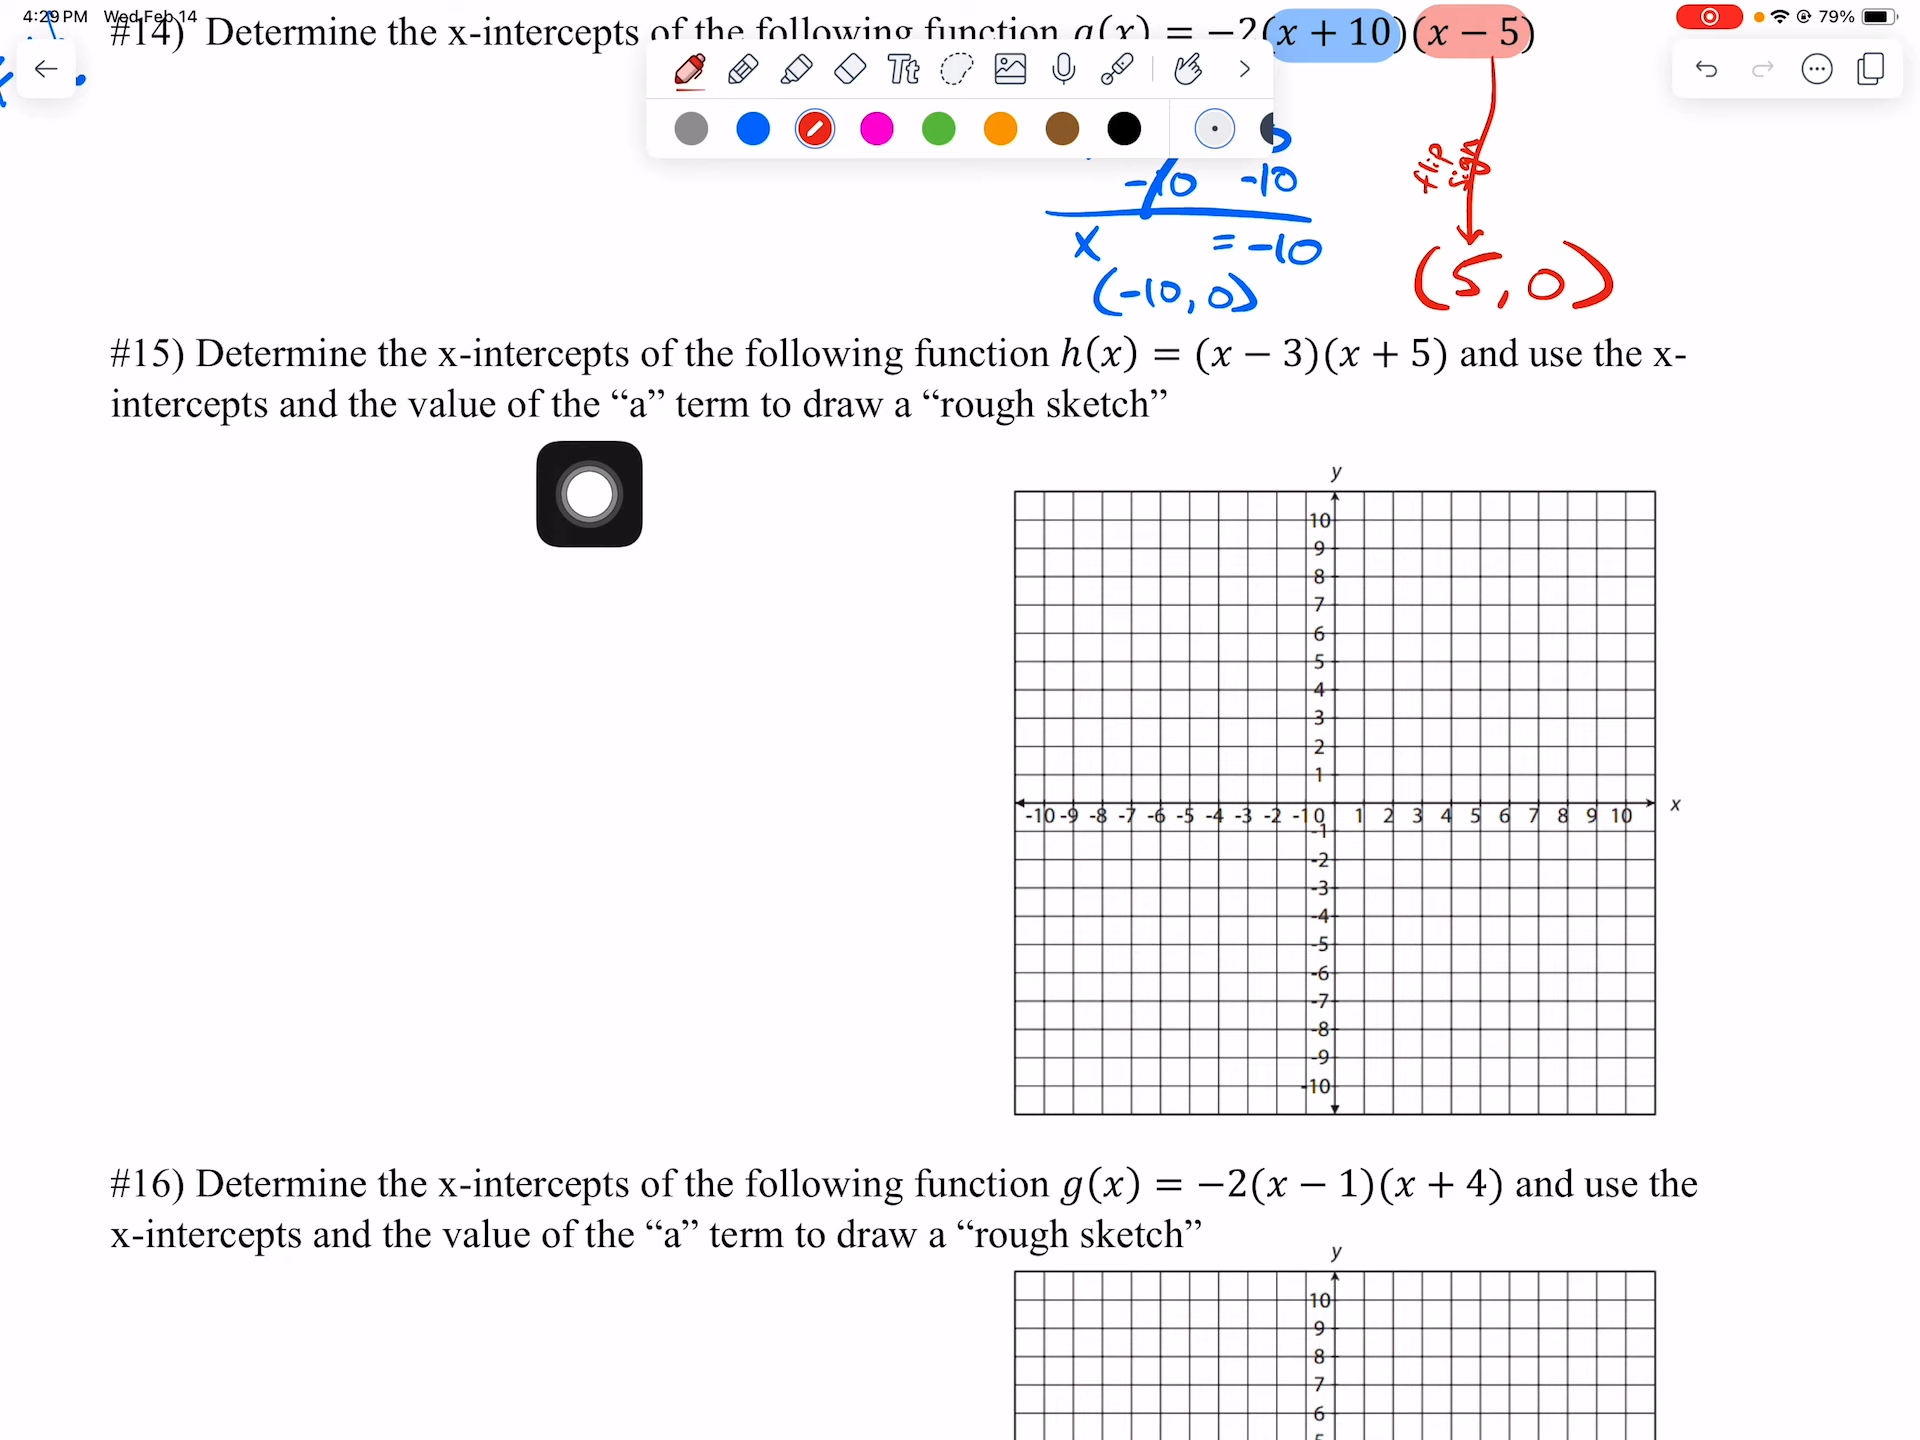 4:29 PM Wed Feb 14
79%
#14) Determine the x-intercepts of the following function g(x) = −2(x + 10)(x − 5)
Tt
-10 -10
x = -10
(-10, 0)
flip
sign
(5, 0)
#15) Determine the x-intercepts of the following function h(x) = (x − 3)(x + 5) and use the x-
intercepts and the value of the “a” term to draw a “rough sketch”
y
10
9
8
7
6
5
4
3
2
1
-10 -9 -8 -7 -6 -5 -4 -3 -2 -1 0 1 2 3 4 5 6 7 8 9 10 x
-1
-2
-3
-4
-5
-6
-7
-8
-9
-10
#16) Determine the x-intercepts of the following function g(x) = −2(x − 1)(x + 4) and use the
x-intercepts and the value of the “a” term to draw a “rough sketch”
y
10
9
8
7
6